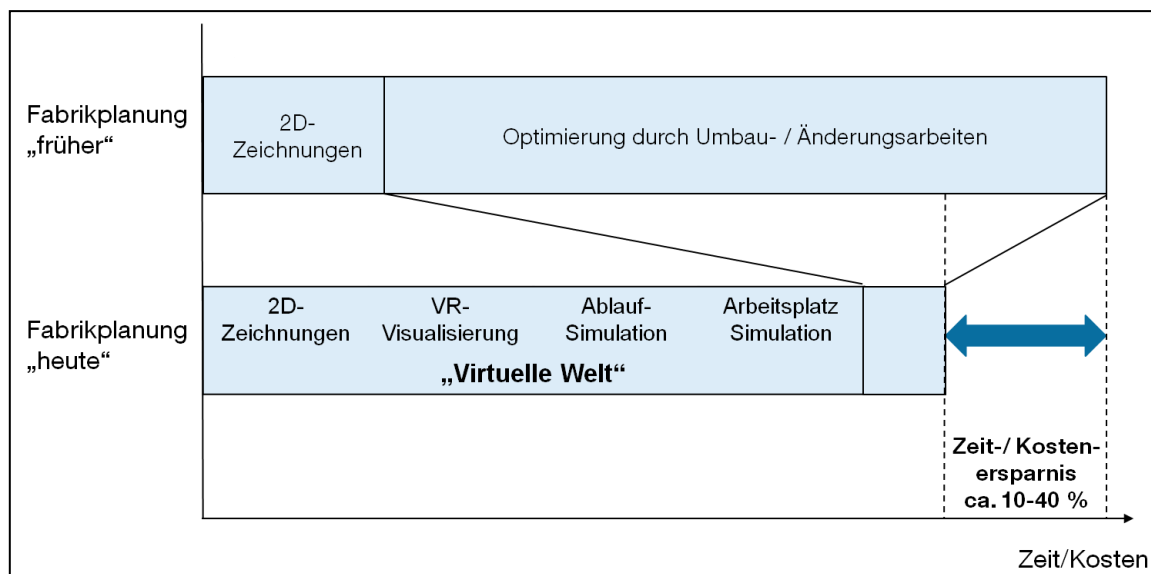 Fabrikplanung
„früher“
2D-
Zeichnungen
Optimierung durch Umbau- / Änderungsarbeiten
Fabrikplanung
„heute“
2D-
Zeichnungen
VR-
Visualisierung
Ablauf-
Simulation
Arbeitsplatz
Simulation
„Virtuelle Welt“
Zeit-/ Kosten-
ersparnis
ca. 10-40 %
Zeit/Kosten